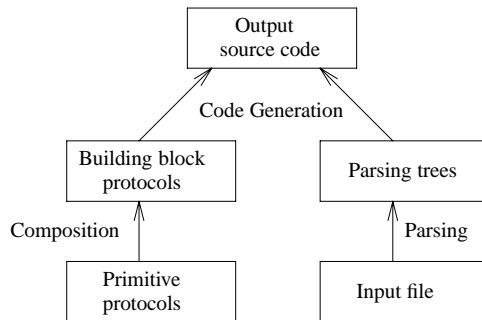 Output
source code
Code Generation
Building block
protocols
Parsing trees
Composition
Parsing
Primitive
protocols
Input file